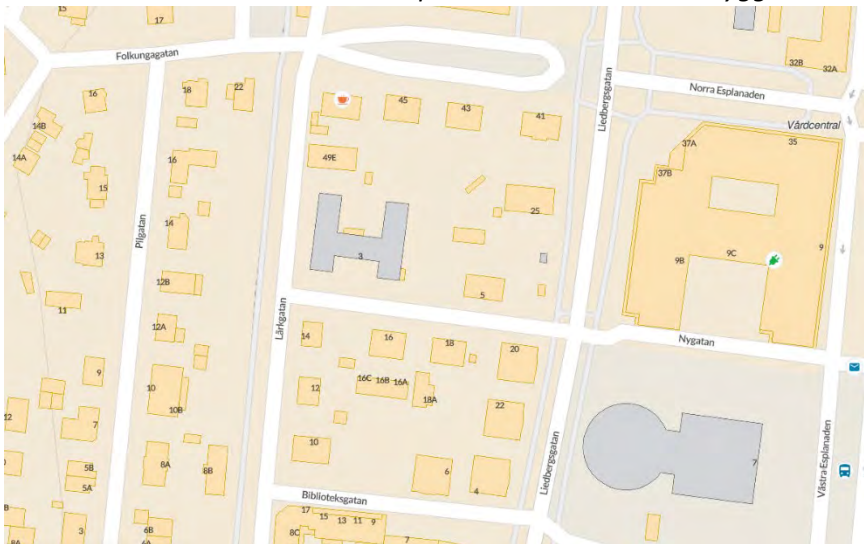 15
17
32B
32A
Folkungagatan
18
22
16
Norra Esplanaden
45
43
41
Liedbergsgatan
14B
Vårdcentral
37A
35
14A
16
49E
37B
15
25
14
Pilgatan
9
13
3
9B
9C
12B
5
11
Lärkgatan
12A
14
16
18
20
Nygatan
9
16C
16B
16A
10
12
18A
10B
22
12
7
10
8A
8B
6
4
7
5B
5A
Liedbergsgatan
Västra Esplanaden
Biblioteksgatan
17
15
13
11
9
3
6B
8C
7